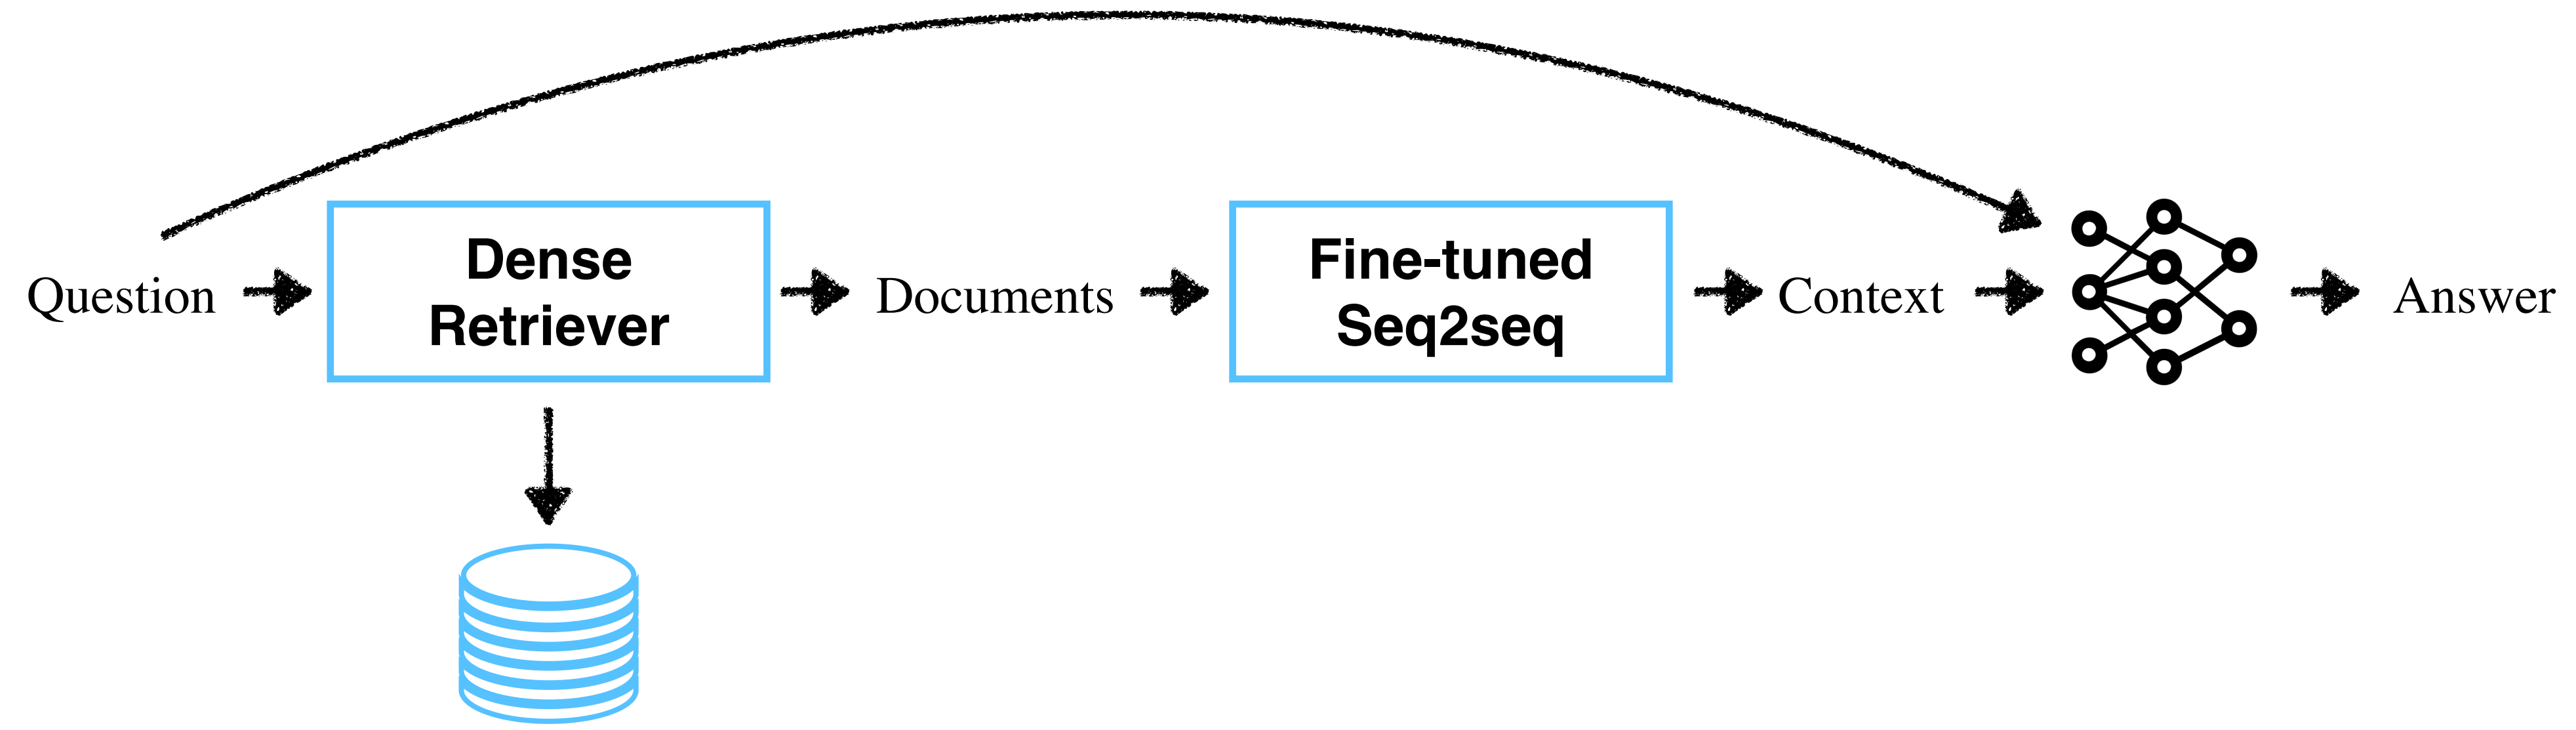 Question
Dense
Retriever
Documents
Fine-tuned
Seq2seq
Context
Answer